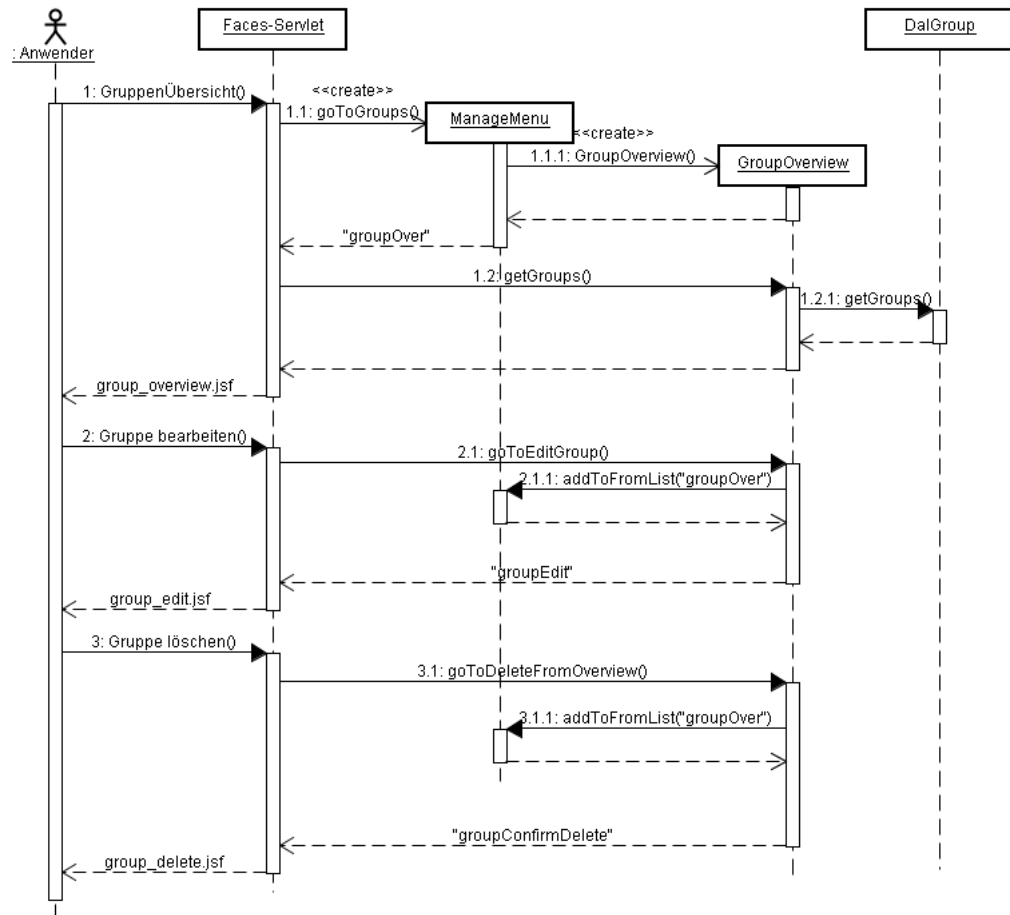 Faces-Servlet
DalGroup
: Anwender
1: GruppenÜbersicht()
<<create>>
1.1: goToGroups()
ManageMenu
<<create>>
1.1.1: GroupOverview()
GroupOverview
"groupOver"
1.2: getGroups()
1.2.1: getGroups()
group_overview.jsf
2: Gruppe bearbeiten()
2.1: goToEditGroup()
2.1.1: addToFromList("groupOver")
"groupEdit"
group_edit.jsf
3: Gruppe löschen()
3.1: goToDeleteFromOverview()
3.1.1: addToFromList("groupOver")
"groupConfirmDelete"
group_delete.jsf